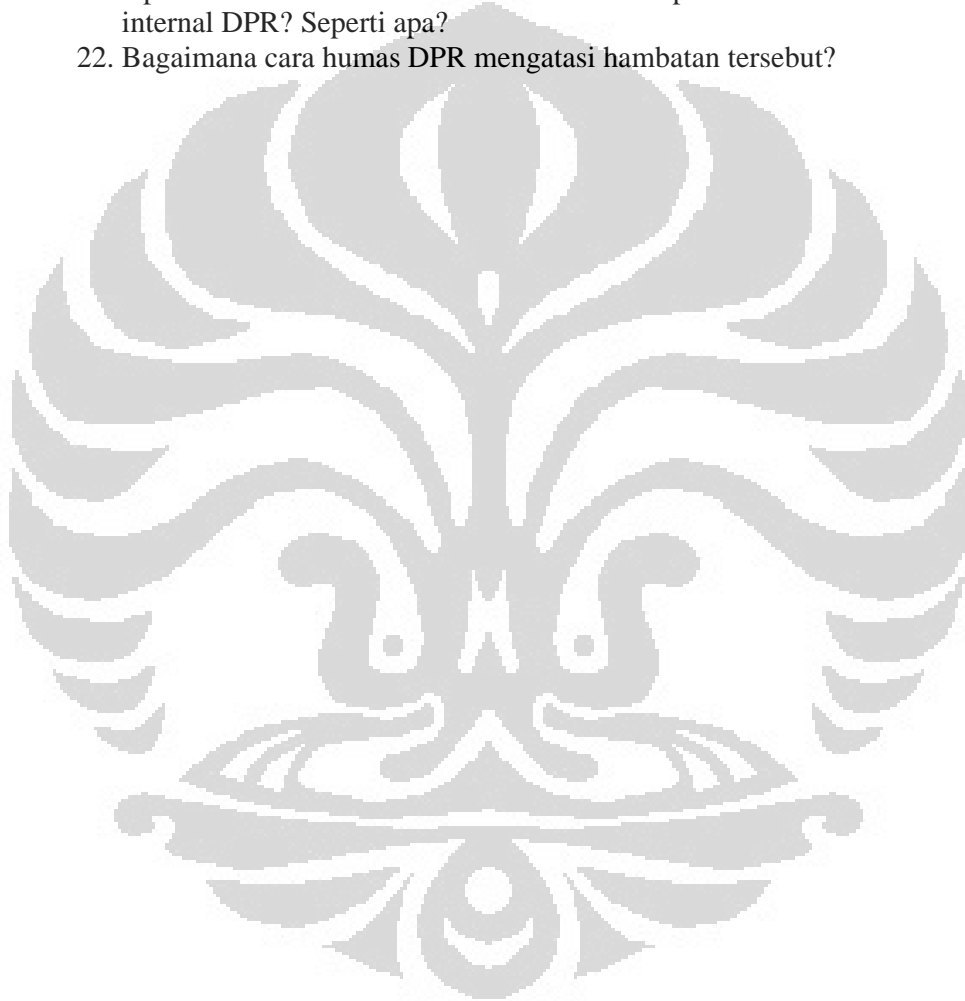 internal DPR? Seperti apa?
22. Bagaimana cara humas DPR mengatasi hambatan tersebut?